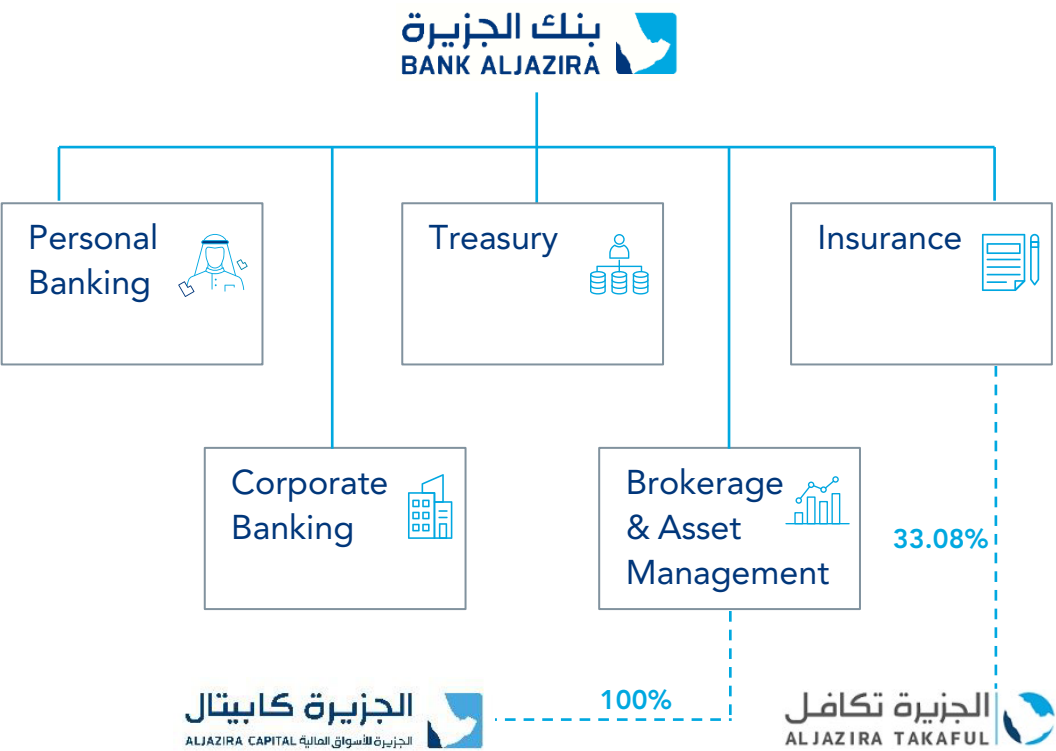 بنك الجزيرة
BANK ALJAZIRA
Personal
Banking
Treasury
Insurance
Corporate
Banking
Brokerage
& Asset
Management
33.08%
100%
الجزيرة كابيتال
الجزيرة للأسواق المالية ALJAZIRA CAPITAL
الجزيرة تكافل
ALJAZIRA TAKAFUL